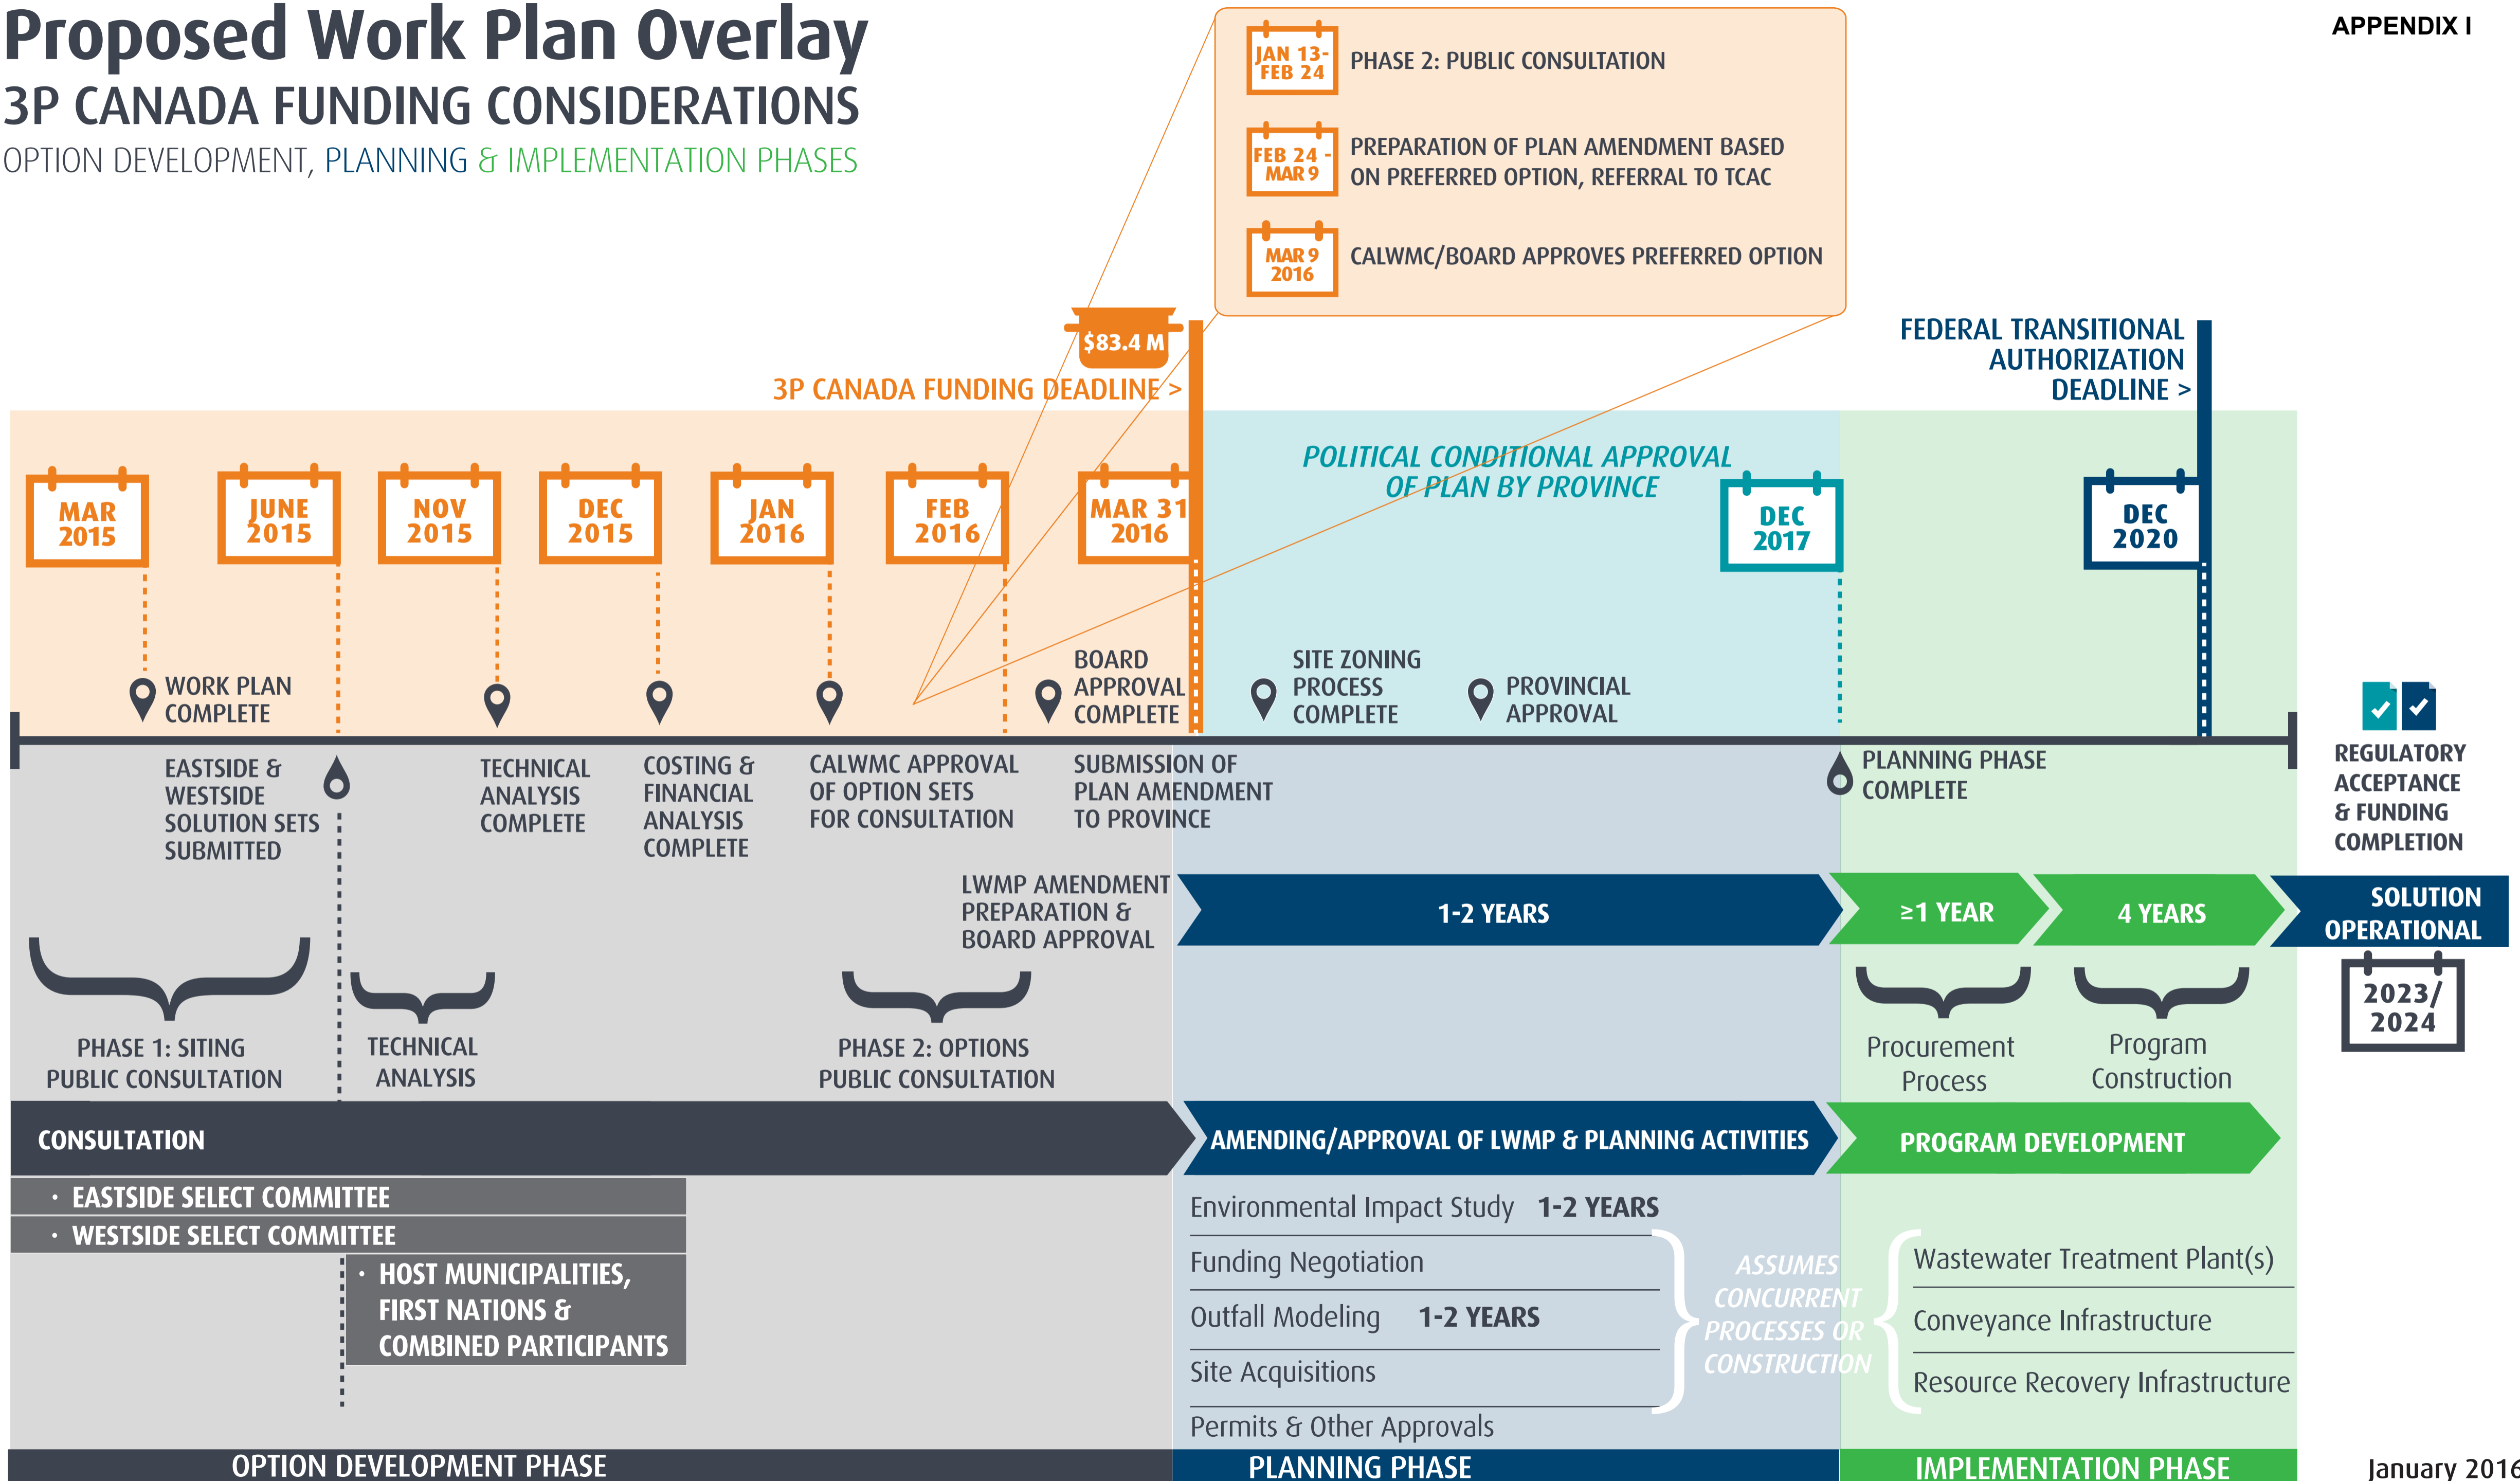 Proposed Work Plan Overlay
3P CANADA FUNDING CONSIDERATIONS
OPTION DEVELOPMENT, PLANNING & IMPLEMENTATION PHASES
APPENDIX I
JAN 13-
FEB 24
PHASE 2: PUBLIC CONSULTATION
FEB 24 -
MAR 9
PREPARATION OF PLAN AMENDMENT BASED
ON PREFERRED OPTION, REFERRAL TO TCAC
MAR 9
2016
CALWMC/BOARD APPROVES PREFERRED OPTION
$83.4 M
3P CANADA FUNDING DEADLINE >
FEDERAL TRANSITIONAL
AUTHORIZATION
DEADLINE >
MAR
2015
JUNE
2015
NOV
2015
DEC
2015
JAN
2016
FEB
2016
MAR 31
2016
POLITICAL CONDITIONAL APPROVAL
OF PLAN BY PROVINCE
DEC
2017
DEC
2020
WORK PLAN
COMPLETE
BOARD
APPROVAL
COMPLETE
SITE ZONING
PROCESS
COMPLETE
PROVINCIAL
APPROVAL
EASTSIDE &
WESTSIDE
SOLUTION SETS
SUBMITTED
TECHNICAL
ANALYSIS
COMPLETE
COSTING &
FINANCIAL
ANALYSIS
COMPLETE
CALWMC APPROVAL
OF OPTION SETS
FOR CONSULTATION
SUBMISSION OF
PLAN AMENDMENT
TO PROVINCE
PLANNING PHASE
COMPLETE
REGULATORY
ACCEPTANCE
& FUNDING
COMPLETION
LWMP AMENDMENT
PREPARATION &
BOARD APPROVAL
1-2 YEARS
≥1 YEAR
4 YEARS
SOLUTION
OPERATIONAL
2023/
2024
PHASE 1: SITING
PUBLIC CONSULTATION
TECHNICAL
ANALYSIS
PHASE 2: OPTIONS
PUBLIC CONSULTATION
Procurement
Process
Program
Construction
CONSULTATION
AMENDING/APPROVAL OF LWMP & PLANNING ACTIVITIES
PROGRAM DEVELOPMENT
· EASTSIDE SELECT COMMITTEE
· WESTSIDE SELECT COMMITTEE
· HOST MUNICIPALITIES,
FIRST NATIONS &
COMBINED PARTICIPANTS
Environmental Impact Study 1-2 YEARS
Funding Negotiation
Outfall Modeling 1-2 YEARS
Site Acquisitions
Permits & Other Approvals
ASSUMES
CONCURRENT
PROCESSES OR
CONSTRUCTION
Wastewater Treatment Plant(s)
Conveyance Infrastructure
Resource Recovery Infrastructure
OPTION DEVELOPMENT PHASE
PLANNING PHASE
IMPLEMENTATION PHASE
January 2016